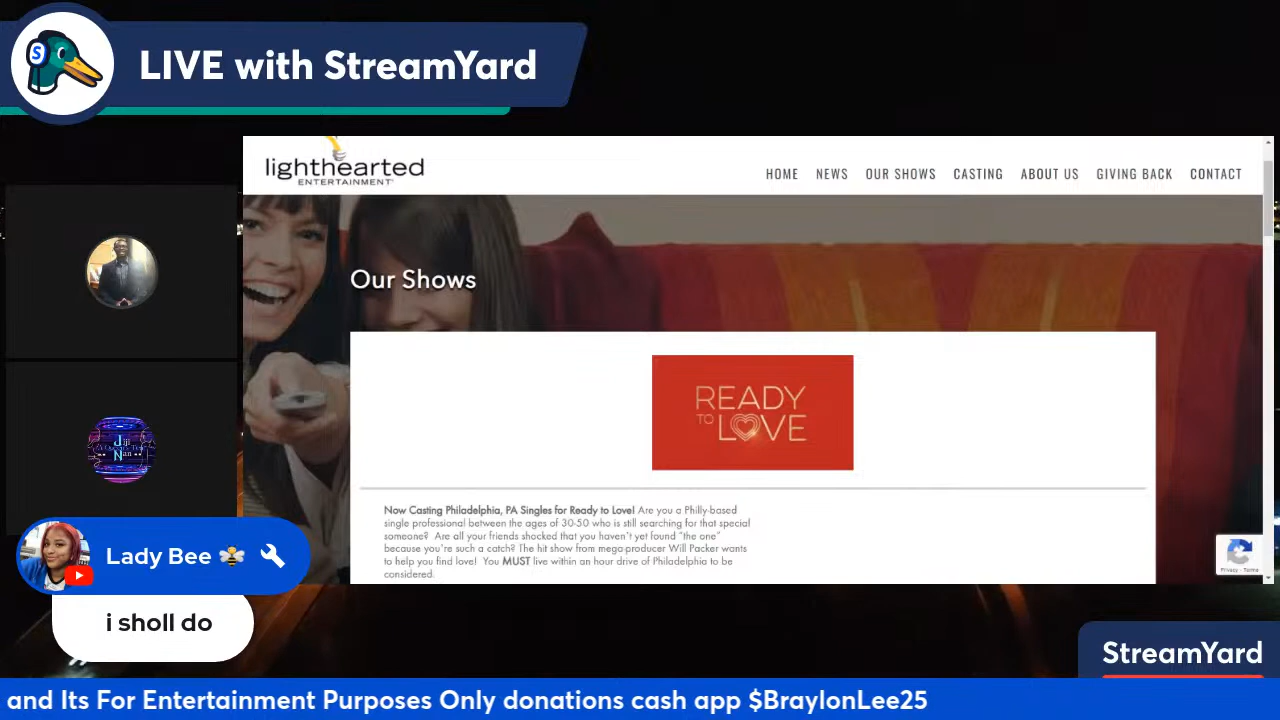 S
LIVE with StreamYard
lighthearted
ENTERTAINMENT
HOME NEWS OUR SHOWS CASTING ABOUT US GIVING BACK CONTACT
Our Shows
READY
TO LOVE
Now Casting Philadelphia, PA Singles for Ready to Love! Are you a Philly-based
single professional between the ages of 30-50 who is still searching for that special
someone? Are all your friends shocked that you haven't yet found "the one"
because you're such a catch? The hit show from mega-producer Will Packer wants
to help you find love! You MUST live within an hour drive of Philadelphia to be
considered.
Privacy - Terms
Lady Bee 🐝
i sholl do
StreamYard
and Its For Entertainment Purposes Only donations cash app $BraylonLee25